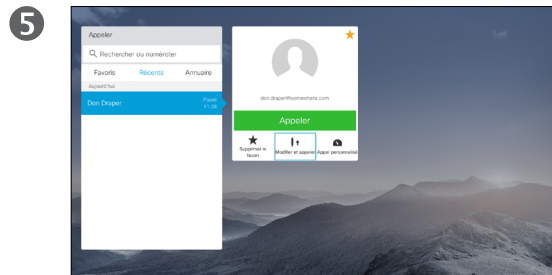 5
Appeler
Rechercher ou numéroter
Favoris Récents Annuaire
Aujourd'hui
Don Draper
11:36
don.draper@somewhere.com
Appeler
Supprimer le favori
Modifier et appeler
Appel personnalisé